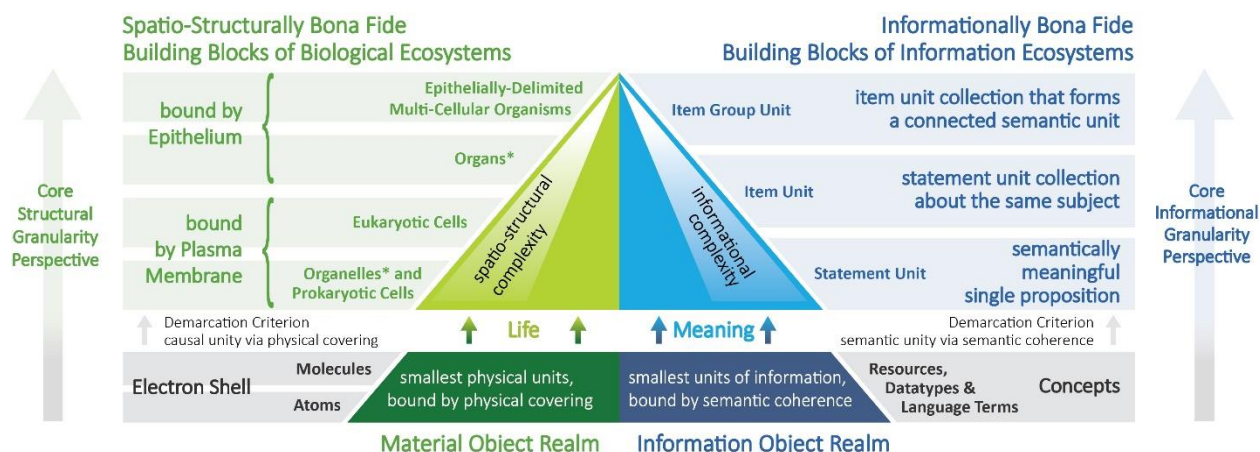 Spatio-Structurally Bona Fide
Building Blocks of Biological Ecosystems
Informationally Bona Fide
Building Blocks of Information Ecosystems
Core
Structural
Granularity
Perspective
bound by
Epithelium
Epithelially-Delimited
Multi-Cellular Organisms
Organs*
bound
by Plasma
Membrane
Eukaryotic Cells
Organelles* and
Prokaryotic Cells
spatio-structural
complexity
informational
complexity
Item Group Unit
item unit collection that forms
a connected semantic unit
Item Unit
statement unit collection
about the same subject
Statement Unit
semantically
meaningful
single proposition
Core
Informational
Granularity
Perspective
Demarcation Criterion
causal unity via physical covering
Life
Meaning
Demarcation Criterion
semantic unity via semantic coherence
Electron Shell
Molecules
Atoms
smallest physical units,
bound by physical covering
smallest units of information,
bound by semantic coherence
Resources,
Datatypes &
Language Terms
Concepts
Material Object Realm
Information Object Realm